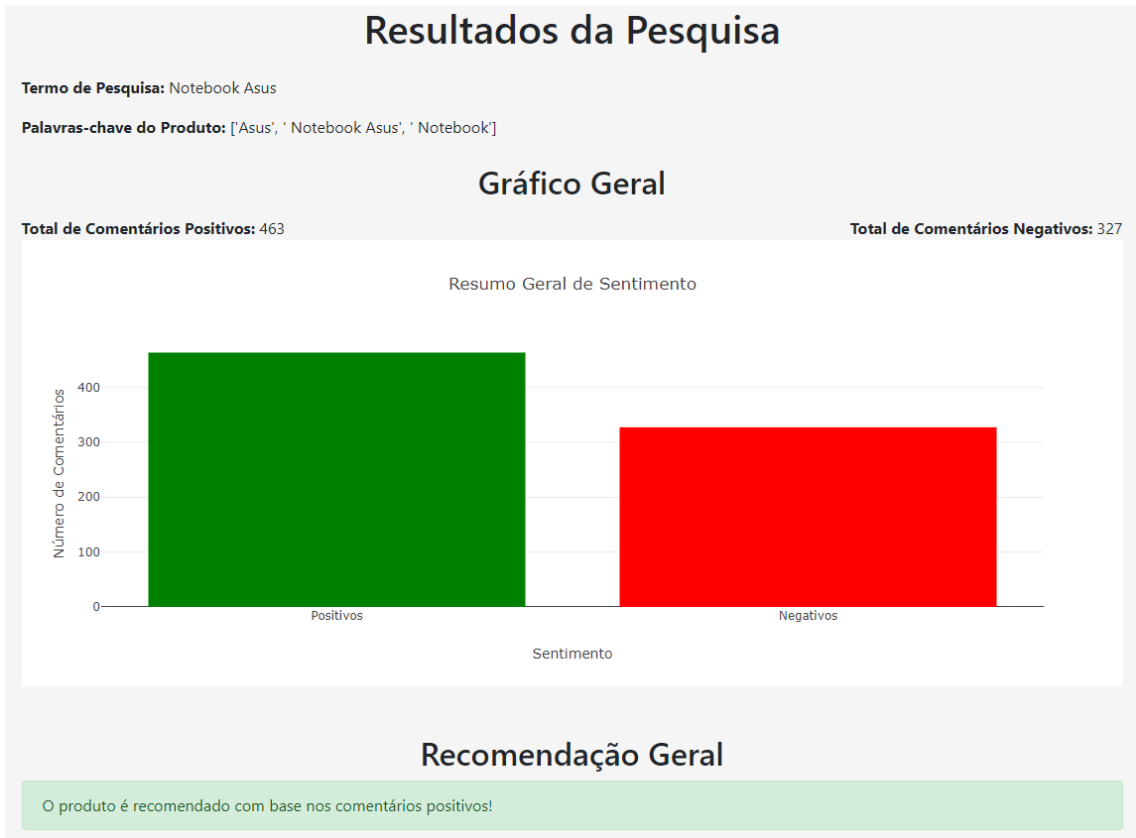 Resultados da Pesquisa
Termo de Pesquisa: Notebook Asus
Palavras-chave do Produto: ['Asus', ' Notebook Asus', ' Notebook']
Gráfico Geral
Total de Comentários Positivos: 463
Total de Comentários Negativos: 327
Resumo Geral de Sentimento
Número de Comentários
400
300
200
100
0
Positivos
Negativos
Sentimento
Recomendação Geral
O produto é recomendado com base nos comentários positivos!